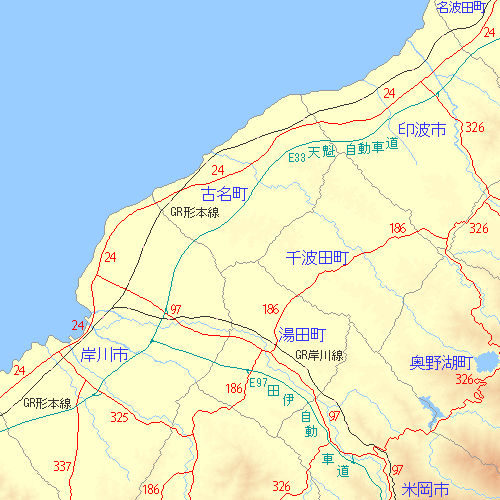 名波田町
24
24
印波市
326
天魁
自動車道
E33
24
古名町
GR形本線
186
326
24
千波田町
186
97
24
湯田町
GR岸川線
岸川市
奥野湖町
24
E97
田伊自動車道
186
326
GR形本線
325
97
337
186
326
97
米岡市